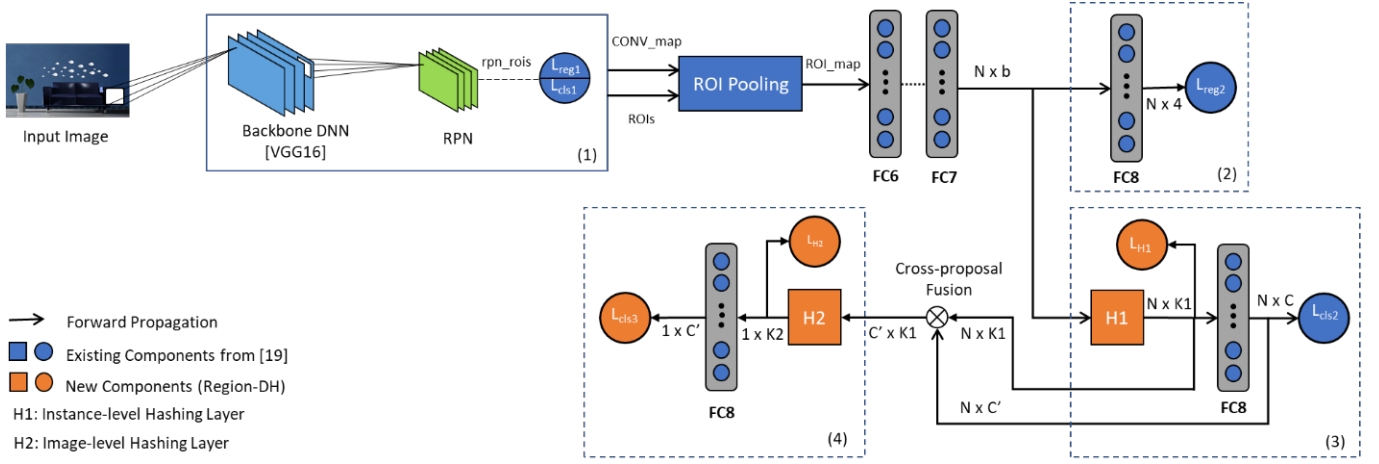 Input Image
Backbone DNN
[VGG16]
RPN
rpn_rois
Lreg1
Lcls1
(1)
CONV_map
ROIs
ROI Pooling
ROI_map
FC6
FC7
N x b
FC8
N x 4
Lreg2
(2)
LH1
H1
N x K1
FC8
N x C
Lcls2
(3)
Cross-proposal
Fusion
N x K1
N x C’
C’ x K1
LH2
H2
1 x K2
FC8
1 x C’
Lcls3
(4)
Forward Propagation
Existing Components from [19]
New Components (Region-DH)
H1: Instance-level Hashing Layer
H2: Image-level Hashing Layer